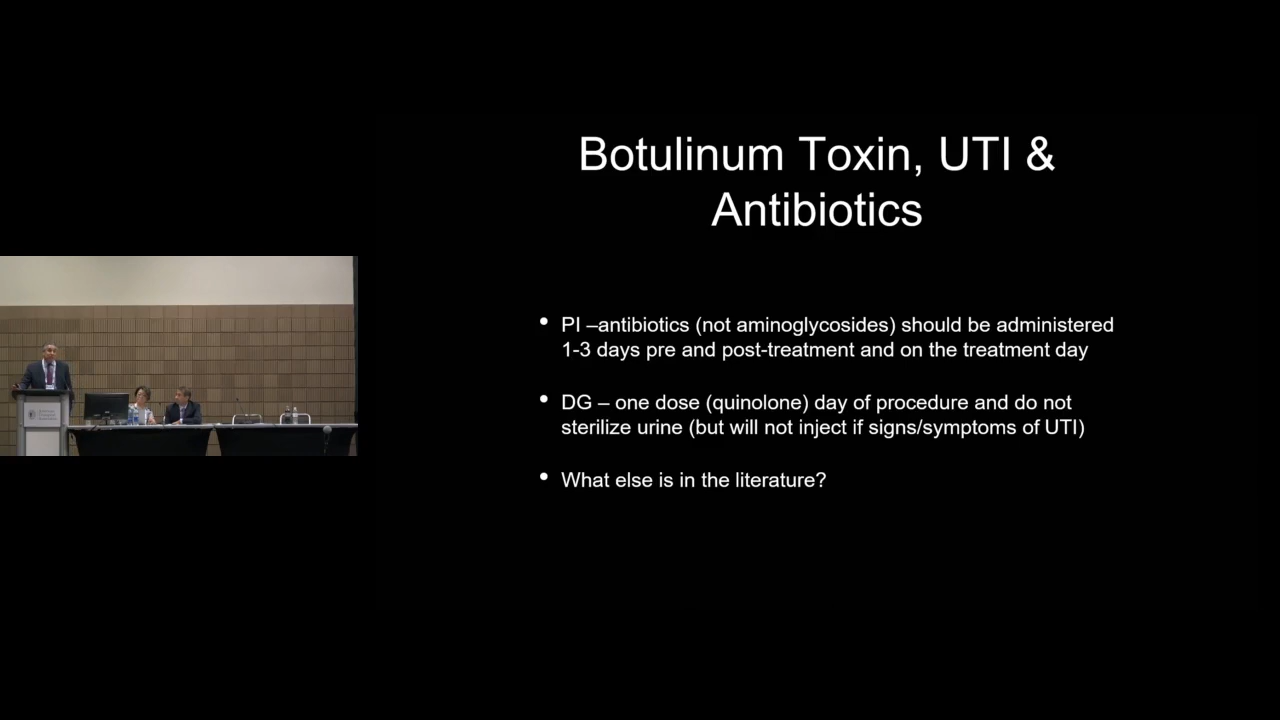 Botulinum Toxin, UTI &
Antibiotics
• PI –antibiotics (not aminoglycosides) should be administered
1-3 days pre and post-treatment and on the treatment day
• DG – one dose (quinolone) day of procedure and do not
sterilize urine (but will not inject if signs/symptoms of UTI)
• What else is in the literature?